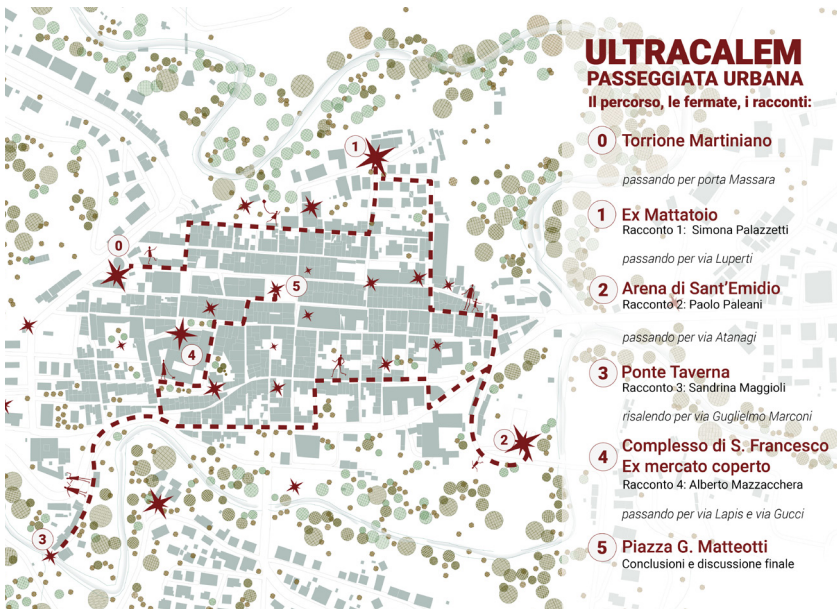 ULTRACALEM
PASSEGGIATA URBANA
Il percorso, le fermate, i racconti:
0 Torrione Martiniano
passando per porta Massara
1 Ex Mattatoio
Racconto 1: Simona Palazzetti
passando per via Luperti
2 Arena di Sant'Emidio
Racconto 2: Paolo Paleani
passando per via Atanagi
3 Ponte Taverna
Racconto 3: Sandrina Maggioli
risalendo per via Guglielmo Marconi
4 Complesso di S. Francesco
Ex mercato coperto
Racconto 4: Alberto Mazzacchera
passando per via Lapis e via Gucci
5 Piazza G. Matteotti
Conclusioni e discussione finale
1
0
5
4
2
3